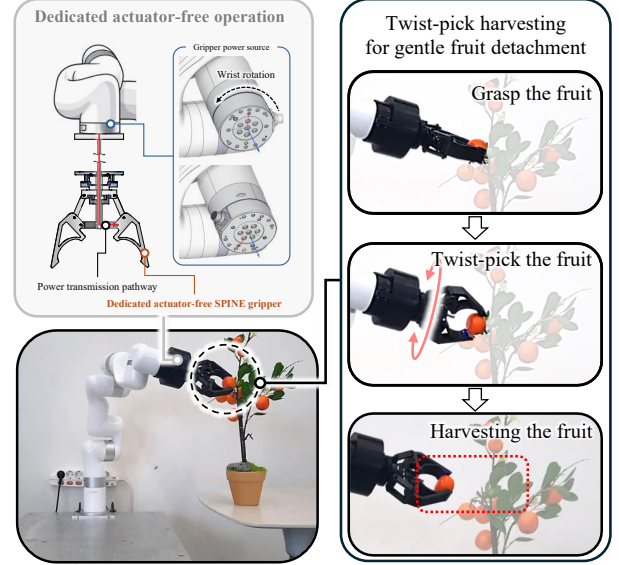 Dedicated actuator-free operation
Gripper power source
Wrist rotation
Power transmission pathway
Dedicated actuator-free SPINE gripper
Twist-pick harvesting
for gentle fruit detachment
Grasp the fruit
Twist-pick the fruit
Harvesting the fruit